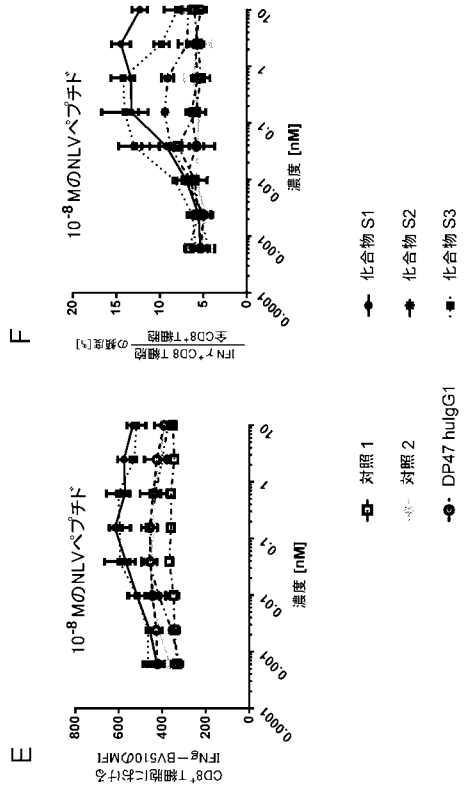 E
10⁻⁸ MのNLVペプチド
CD8⁺T細胞における
IFNg－BV510のMFI
800
600
400
200
0
0.0001
0.001
0.01
0.1
1
10
濃度 [nM]
F
10⁻⁸ MのNLVペプチド
IFNγ⁺CD8 T細胞
全CD8⁺T細胞
の頻度[%]
20
15
10
5
0
0.0001
0.001
0.01
0.1
1
10
濃度 [nM]
対照 1
対照 2
DP47 huIgG1
化合物 S1
化合物 S2
化合物 S3